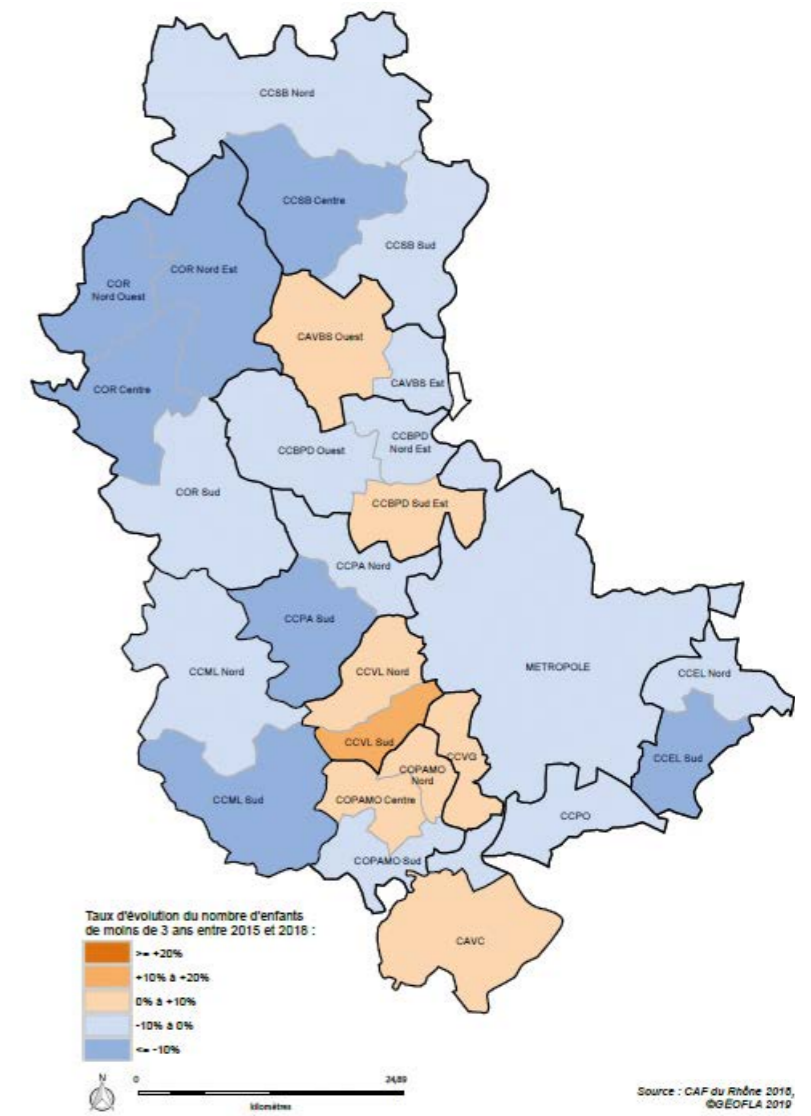 CCSB Nord
CCSB Centre
CCSB Sud
COR Nord Est
COR
Nord Ouest
CAVBS Ouest
CAVBS Est
COR Centre
CCBPD
Nord Est
CCBPD Ouest
COR Sud
CCBPD Sud Est
CCPA Nord
CCPA Sud
METROPOLE
CCML Nord
CCVL Nord
CCEL Nord
CCVL Sud
CCVG
CCEL Sud
COPAMO
Nord
CCML Sud
COPAMO Centre
CCPO
COPAMO Sud
CAVC
Taux d'évolution du nombre d'enfants
de moins de 3 ans entre 2015 et 2018 :
>= +20%
+10% à +20%
0% à +10%
-10% à 0%
<= -10%
N
0
24,89
kilomètres
Source : CAF du Rhône 2018,
©GEOFLA 2019